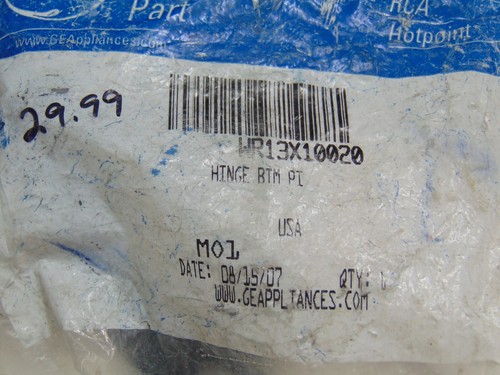 Part
RCA
www.GEAppliances.com
Hotpoint
29.99
WR13X10020
HINGE BTM PI
USA
M01
DATE: 08/15/07 QTY:
WWW.GEAPPLIANCES.COM